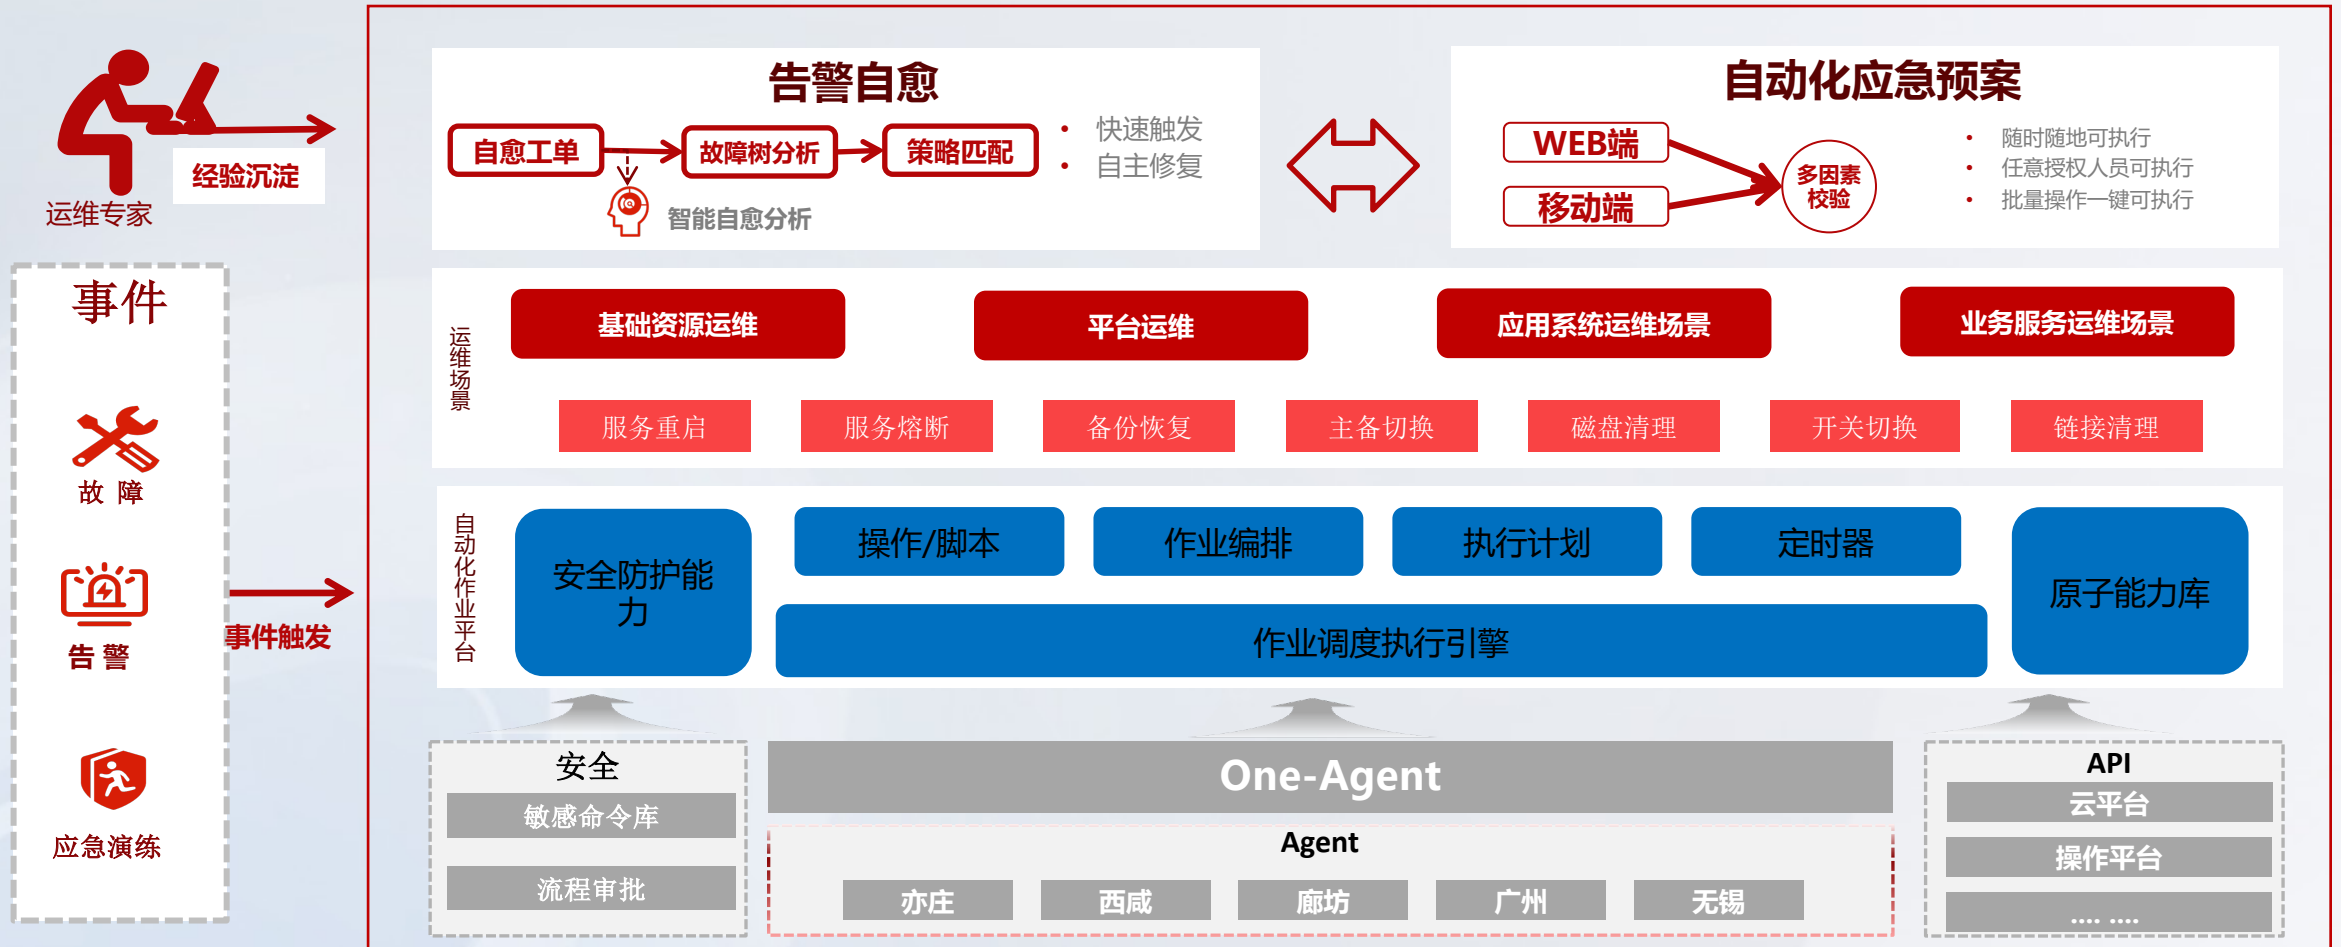 运维专家
经验沉淀
事件
故 障
告 警
应急演练
事件触发
告警自愈
自愈工单
故障树分析
策略匹配
智能自愈分析
• 快速触发
• 自主修复
自动化应急预案
WEB端
移动端
多因素
校验
• 随时随地可执行
• 任意授权人员可执行
• 批量操作一键可执行
运维场景
基础资源运维
平台运维
应用系统运维场景
业务服务运维场景
服务重启
服务熔断
备份恢复
主备切换
磁盘清理
开关切换
链接清理
自动化作业平台
安全防护能
力
操作/脚本
作业编排
执行计划
定时器
作业调度执行引擎
原子能力库
安全
敏感命令库
流程审批
One-Agent
Agent
亦庄
西咸
廊坊
广州
无锡
API
云平台
操作平台
.... ....